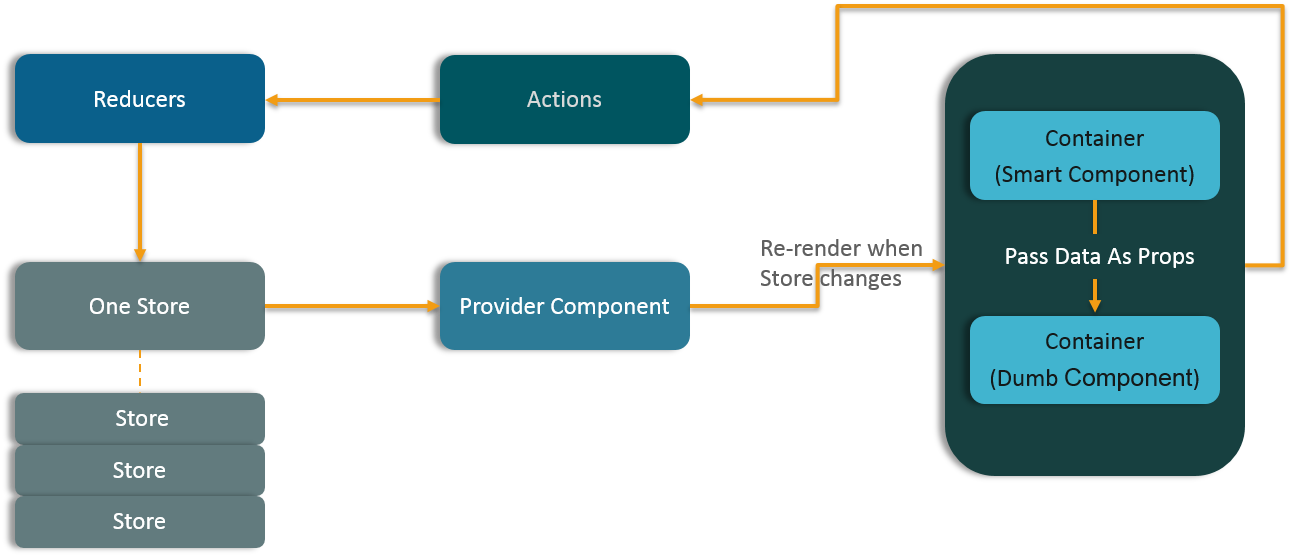 Reducers
Actions
Container
(Smart Component)
Pass Data As Props
Container
(Dumb Component)
Re-render when
Store changes
One Store
Provider Component
Store
Store
Store